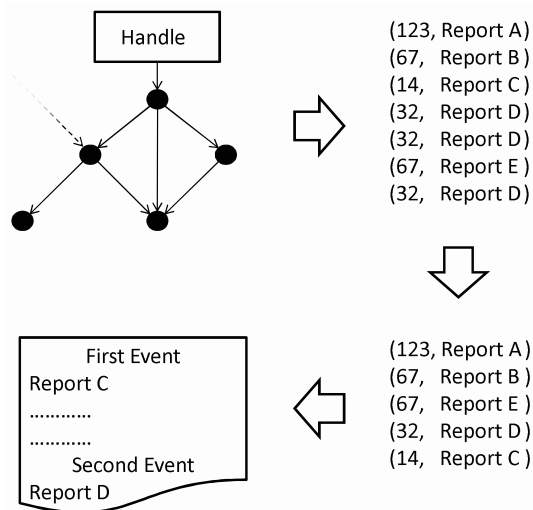 Handle
(123, Report A)
(67, Report B)
(14, Report C)
(32, Report D)
(32, Report D)
(67, Report E)
(32, Report D)
(123, Report A)
(67, Report B)
(67, Report E)
(32, Report D)
(14, Report C)
First Event
Report C
............
............
Second Event
Report D